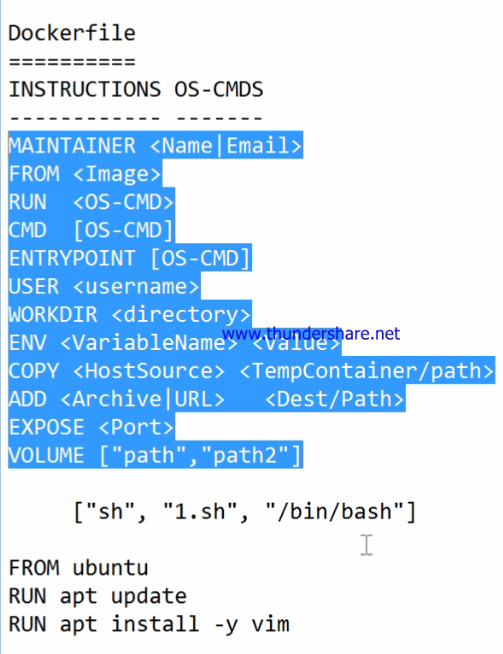 Dockerfile
==========
INSTRUCTIONS OS-CMDS
------------ -------
MAINTAINER <Name|Email>
FROM <Image>
RUN  <OS-CMD>
CMD  [OS-CMD]
ENTRYPOINT [OS-CMD]
USER <username>
WORKDIR <directory>
www.thundershare.net
ENV <VariableName> <Value>
COPY <HostSource> <TempContainer/path>
ADD <Archive|URL>   <Dest/Path>
EXPOSE <Port>
VOLUME ["path","path2"]
["sh", "1.sh", "/bin/bash"]
FROM ubuntu
RUN apt update
RUN apt install -y vim